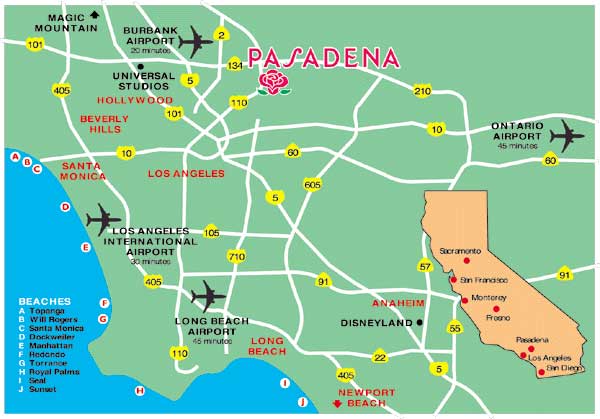 MAGIC
MOUNTAIN
BURBANK
AIRPORT
20 minutes
2
101
134
PASADENA
UNIVERSAL
STUDIOS
5
405
HOLLYWOOD
110
210
101
BEVERLY
HILLS
10
ONTARIO
AIRPORT
45 minutes
10
60
60
A
B
C
SANTA
MONICA
LOS ANGELES
605
5
D
LOS ANGELES
INTERNATIONAL
AIRPORT
30 minutes
105
E
710
Sacramento
57
405
91
San Francisco
91
F
G
LONG BEACH
AIRPORT
45 minutes
ANAHEIM
DISNEYLAND
55
Monterey
Fresno
Pasadena
Los Angeles
San Diego
110
LONG
BEACH
22
5
405
H
I
J
NEWPORT
BEACH
BEACHES
A Topanga
B Will Rogers
C Santa Monica
D Dockweiler
E Manhattan
F Redondo
G Torrance
H Royal Palms
I Seal
J Sunset